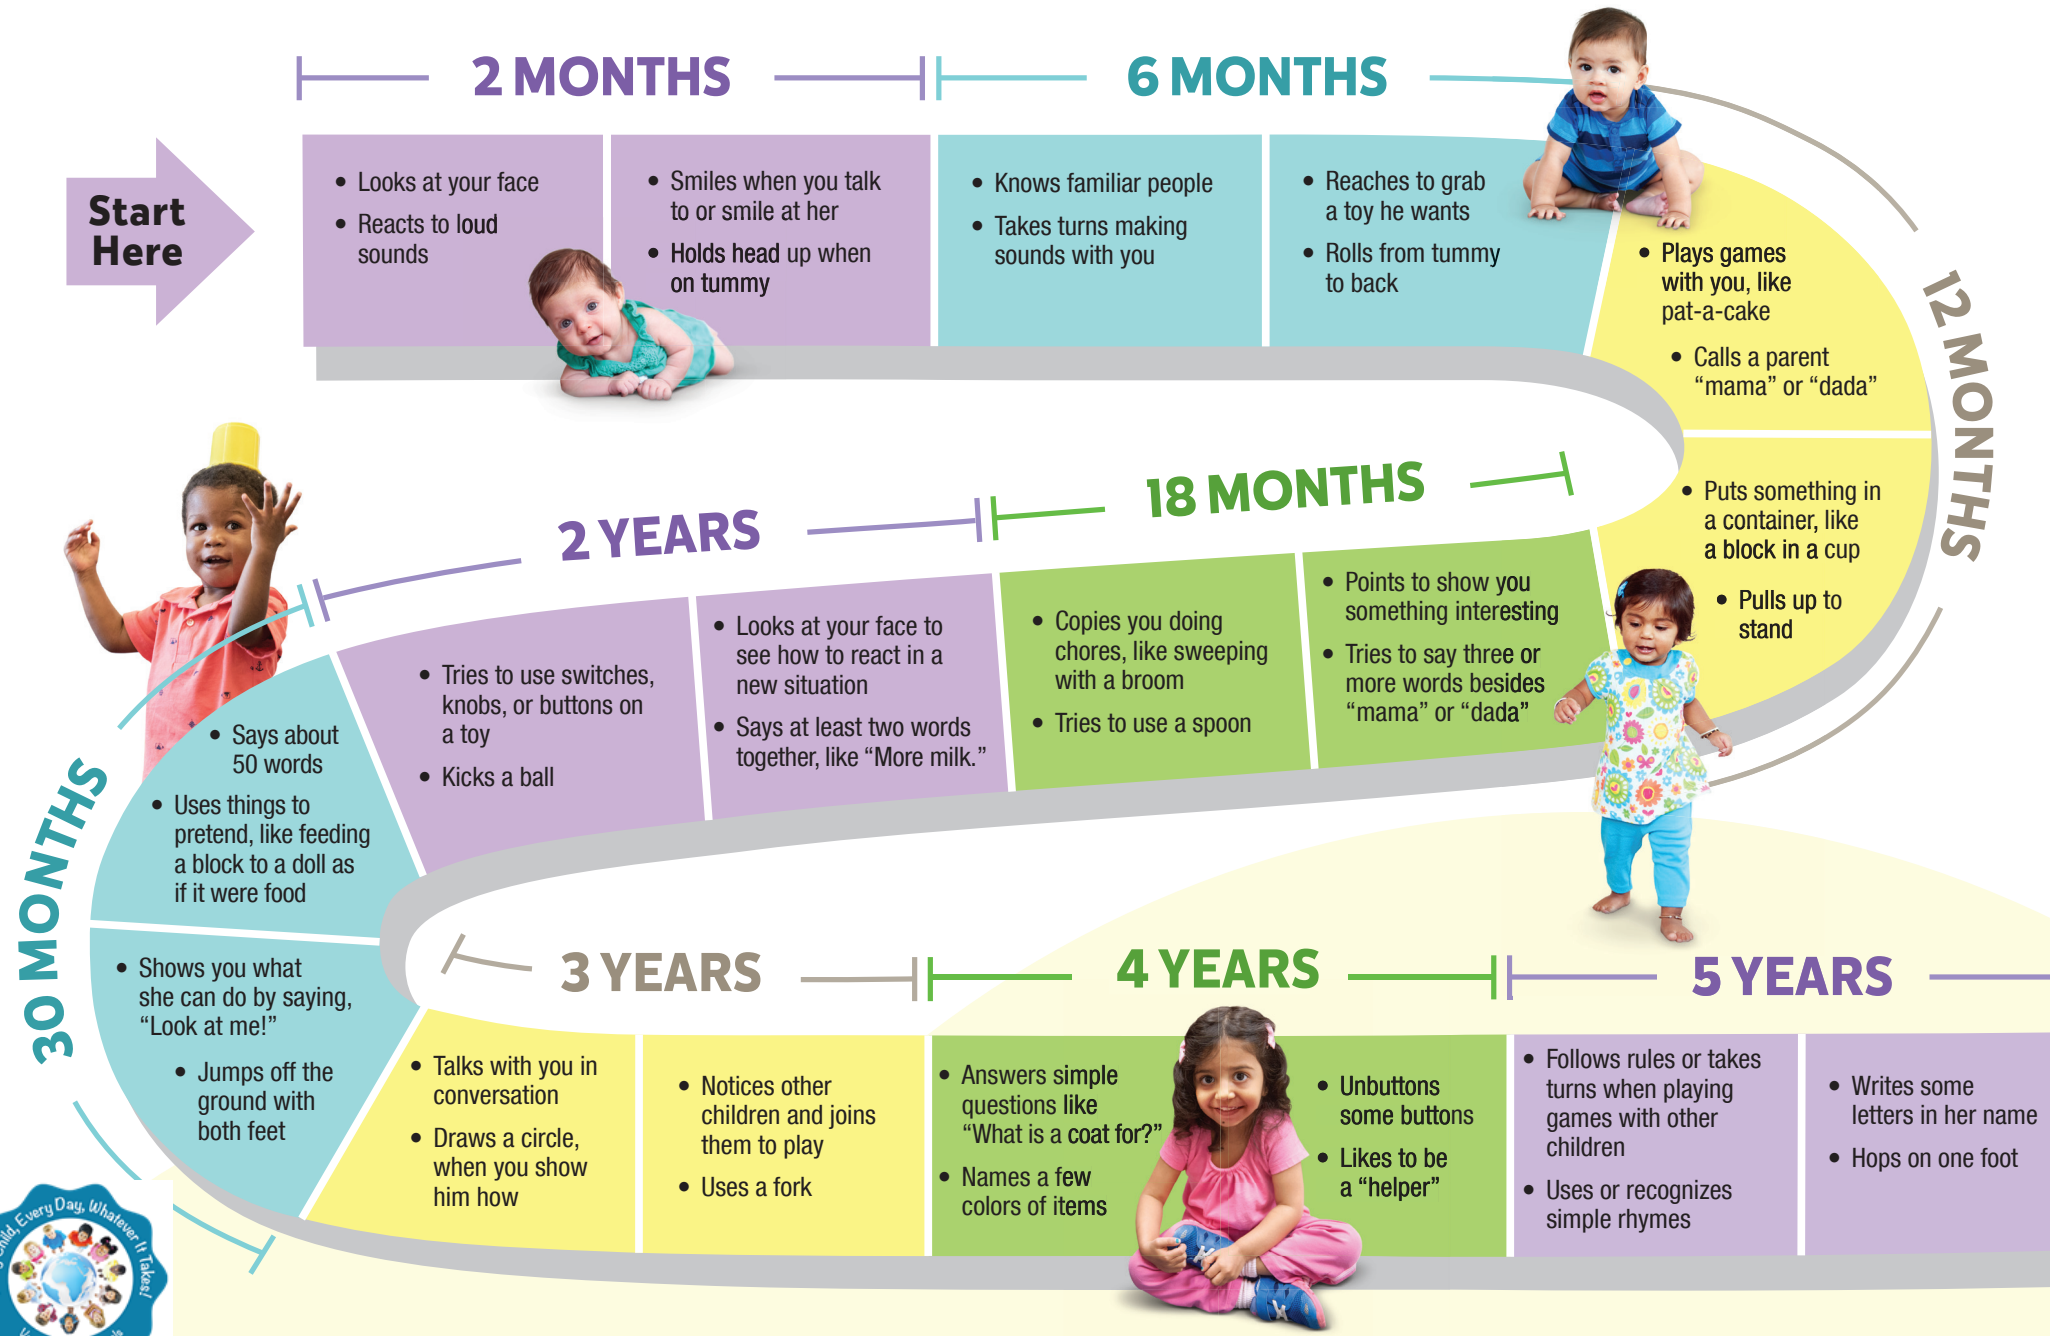 2 MONTHS
6 MONTHS
Start
Here
• Looks at your face
• Reacts to loud
sounds
• Smiles when you talk
to or smile at her
• Holds head up when
on tummy
• Knows familiar people
• Takes turns making
sounds with you
• Reaches to grab
a toy he wants
• Rolls from tummy
to back
12 MONTHS
• Plays games
with you, like
pat-a-cake
• Calls a parent
“mama” or “dada”
• Puts something in
a container, like
a block in a cup
• Pulls up to
stand
18 MONTHS
• Points to show you
something interesting
• Tries to say three or
more words besides
“mama” or “dada”
• Copies you doing
chores, like sweeping
with a broom
• Tries to use a spoon
2 YEARS
• Looks at your face to
see how to react in a
new situation
• Says at least two words
together, like “More milk.”
• Tries to use switches,
knobs, or buttons on
a toy
• Kicks a ball
30 MONTHS
• Says about
50 words
• Uses things to
pretend, like feeding
a block to a doll as
if it were food
• Shows you what
she can do by saying,
“Look at me!”
• Jumps off the
ground with
both feet
3 YEARS
• Talks with you in
conversation
• Draws a circle,
when you show
him how
• Notices other
children and joins
them to play
• Uses a fork
4 YEARS
• Answers simple
questions like
“What is a coat for?”
• Names a few
colors of items
• Unbuttons
some buttons
• Likes to be
a “helper”
5 YEARS
• Follows rules or takes
turns when playing
games with other
children
• Uses or recognizes
simple rhymes
• Writes some
letters in her name
• Hops on one foot
Child, Every Day, Whatever It Takes!